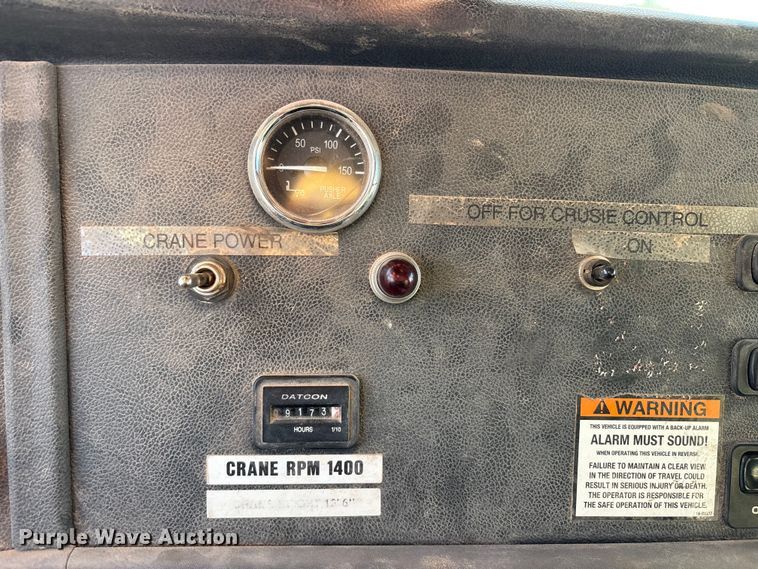 50
100
PSI
0
150
PUSHER
AXLE
OFF FOR CRUSIE CONTROL
CRANE POWER
ON
DATCON
9173
HOURS 1/10
WARNING
THIS VEHICLE IS EQUIPPED WITH A BACK-UP ALARM
ALARM MUST SOUND!
WHEN OPERATING THIS VEHICLE IN REVERSE.
FAILURE TO MAINTAIN A CLEAR VIEW
IN THE DIRECTION OF TRAVEL COULD
RESULT IN SERIOUS INJURY OR DEATH.
THE OPERATOR IS RESPONSIBLE FOR
THE SAFE OPERATION OF THIS VEHICLE.
CRANE RPM 1400
Purple Wave Auction